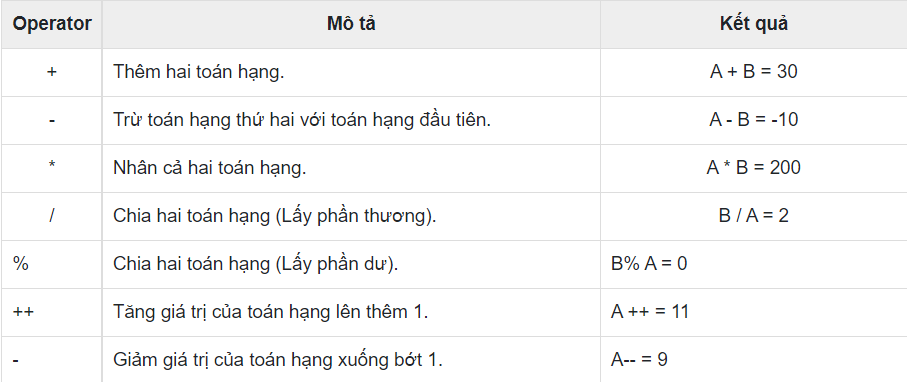 Operator Mô tả Kết quả
+ Thêm hai toán hạng. A + B = 30
- Trừ toán hạng thứ hai với toán hạng đầu tiên. A - B = -10
* Nhân cả hai toán hạng. A * B = 200
/ Chia hai toán hạng (Lấy phần thương). B / A = 2
% Chia hai toán hạng (Lấy phần dư). B% A = 0
++ Tăng giá trị của toán hạng lên thêm 1. A ++ = 11
- Giảm giá trị của toán hạng xuống bớt 1. A-- = 9